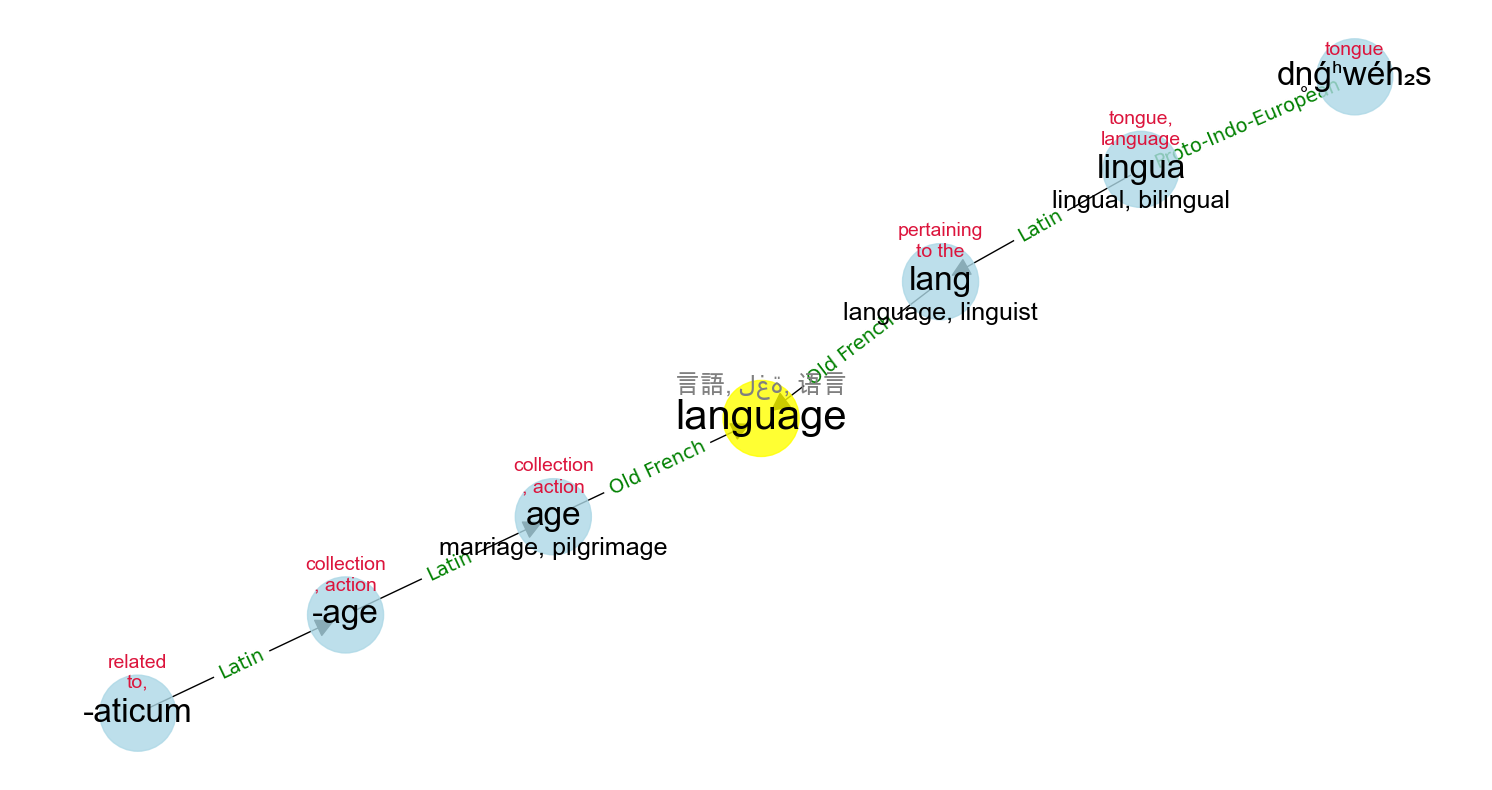 tongue
dn̥ǵʰwéh₂s
Proto-Indo-European
tongue,
language
lingua
lingual, bilingual
Latin
pertaining
to the
lang
language, linguist
Old French
言語, لغة, 语言
language
Old French
collection
, action
age
marriage, pilgrimage
Latin
collection
, action
-age
Latin
related
to,
-aticum